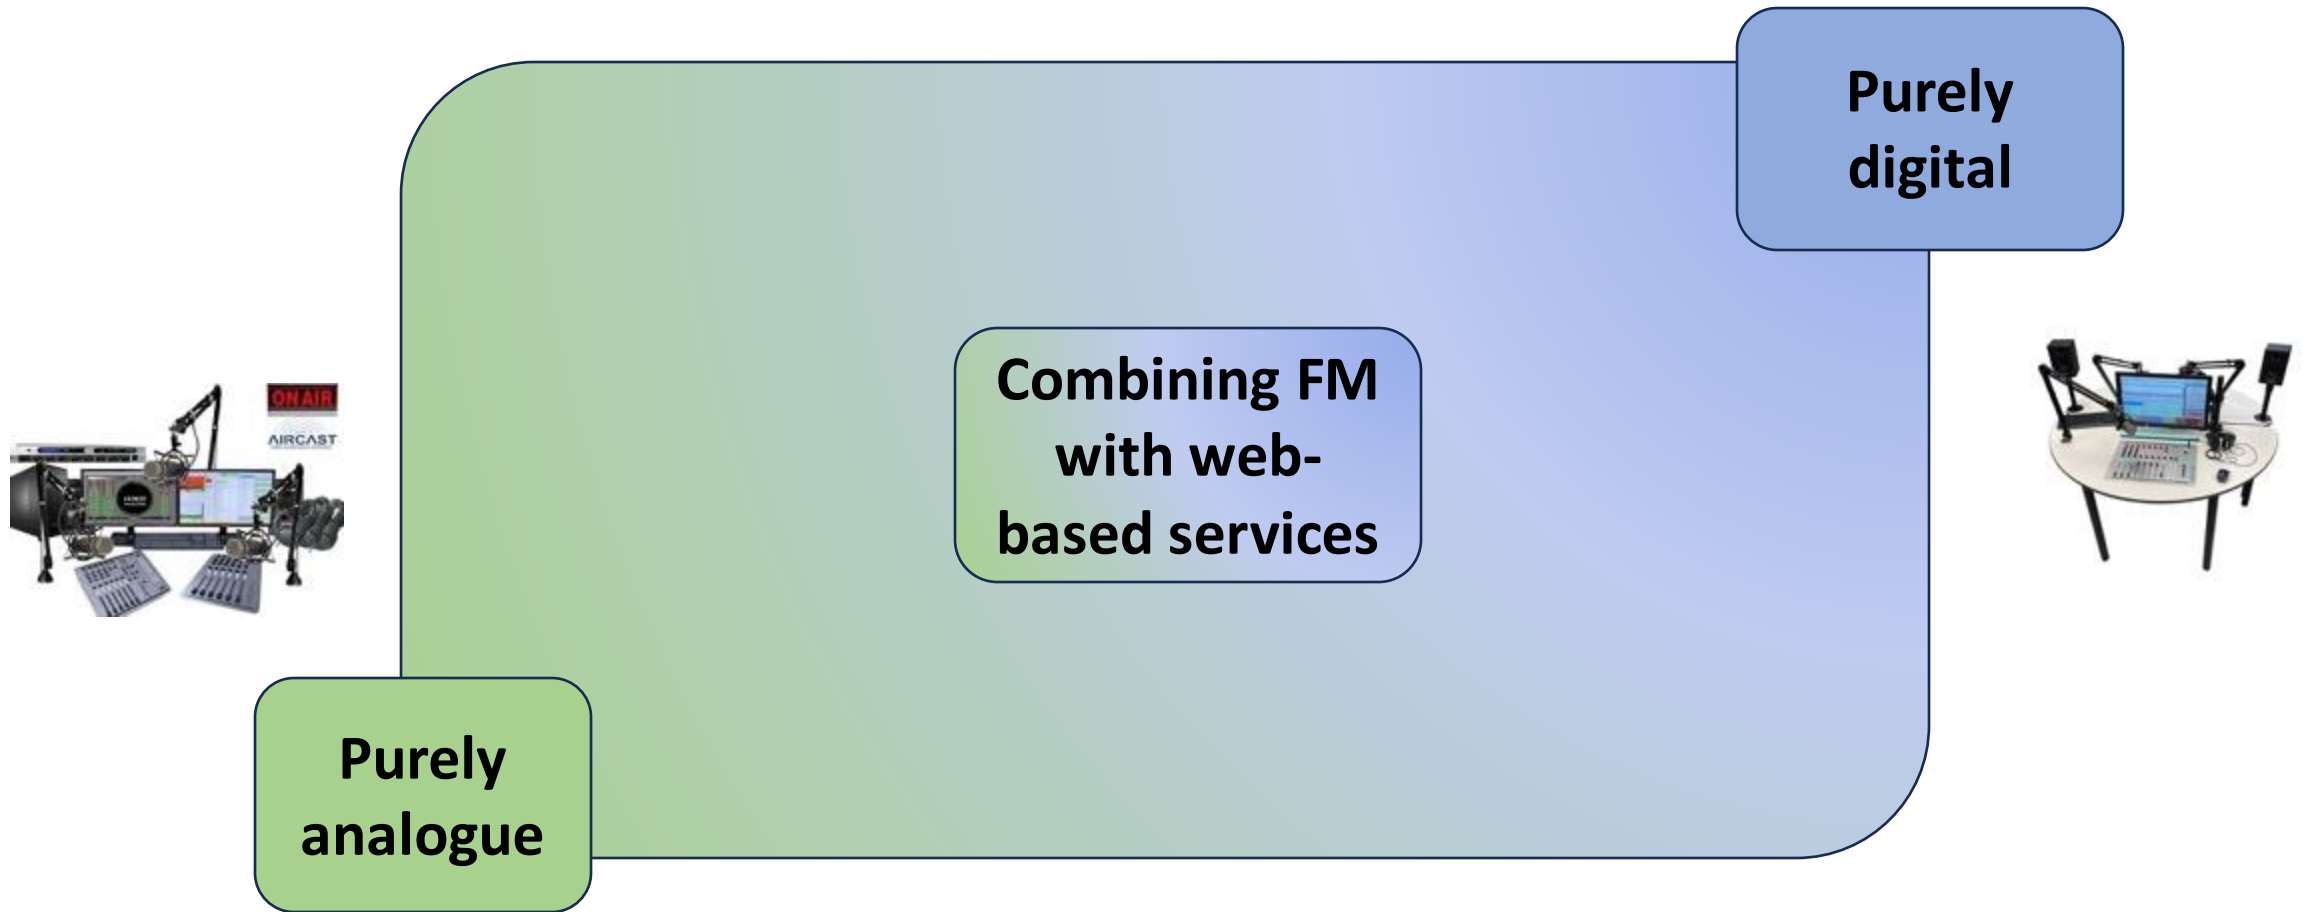 Purely
digital
Combining FM
with web-
based services
ON AIR
AIRCAST
Purely
analogue